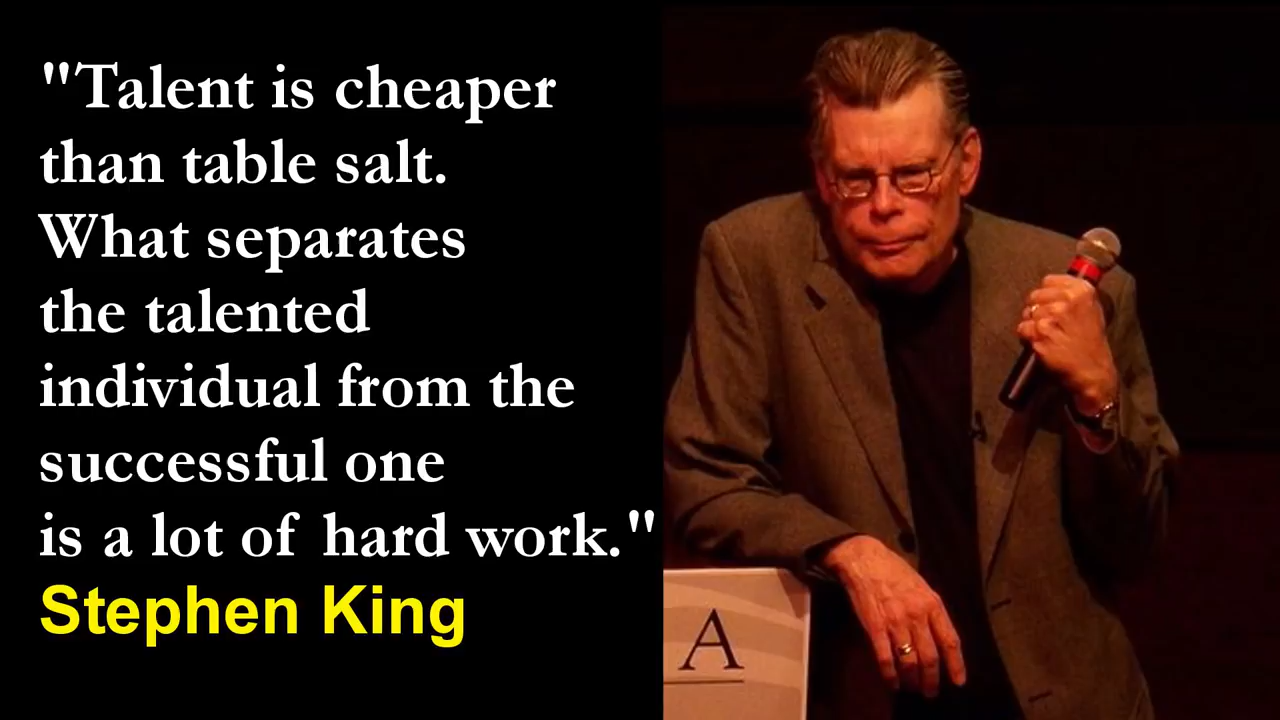 "Talent is cheaper
than table salt.
What separates
the talented
individual from the
successful one
is a lot of hard work."
Stephen King
A